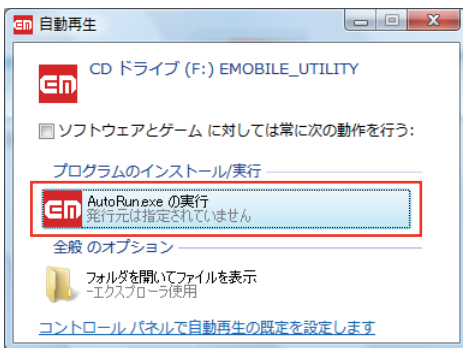 EM 自動再生
EM CD ドライブ (F:) EMOBILE_UTILITY
ソフトウェアとゲーム に対しては常に次の動作を行う:
プログラムのインストール/実行
EM AutoRun.exe の実行
発行元は指定されていません
全般 のオプション
フォルダを開いてファイルを表示
-エクスプローラ使用
コントロール パネルで自動再生の既定を設定します